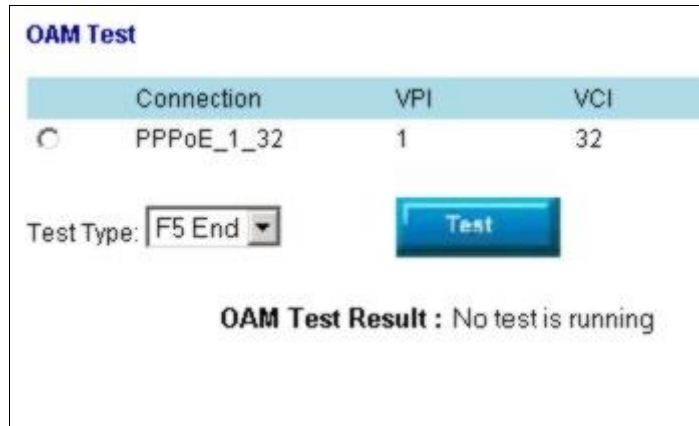 OAM Test
Connection VPI VCI
PPPoE_1_32 1 32
Test Type: F5 End Test
OAM Test Result : No test is running